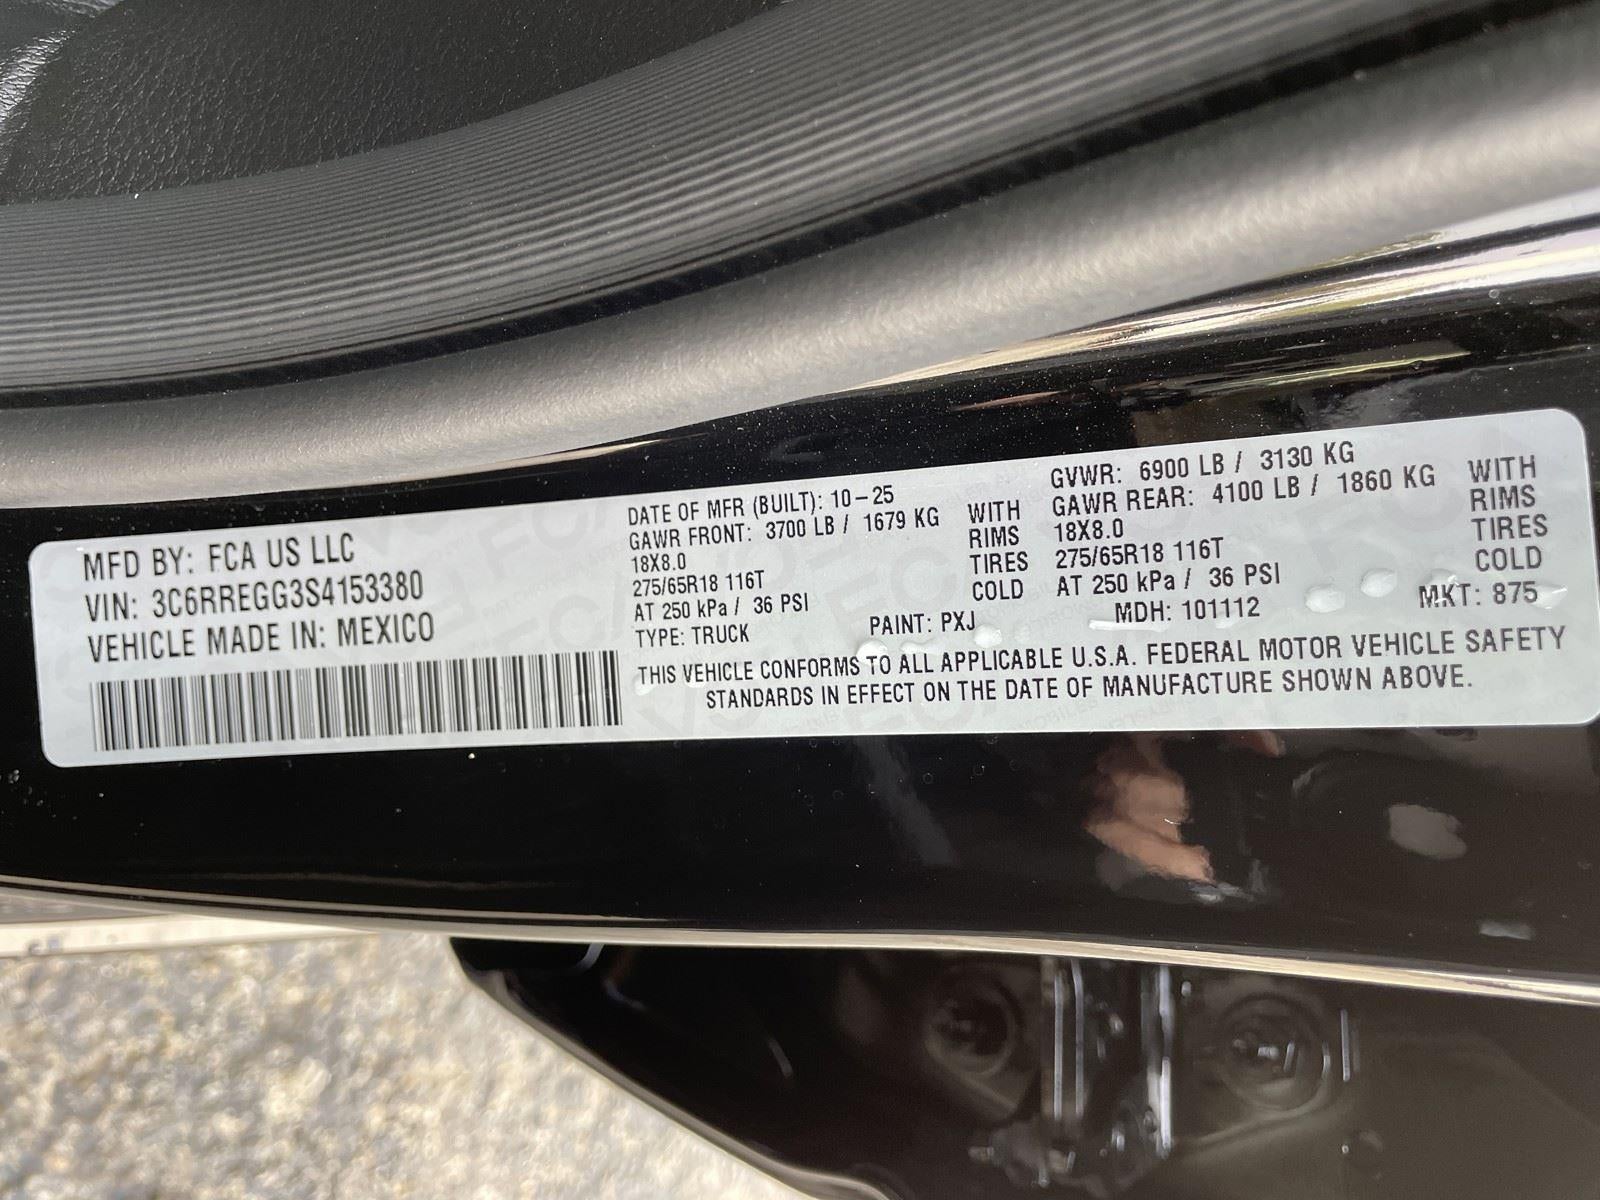 MFD BY: FCA US LLC
VIN: 3C6RREGG3S4153380
VEHICLE MADE IN: MEXICO
DATE OF MFR (BUILT): 10-25
GAWR FRONT: 3700 LB / 1679 KG WITH
18X8.0 RIMS
275/65R18 116T TIRES
AT 250 kPa / 36 PSI COLD
GVWR: 6900 LB / 3130 KG
GAWR REAR: 4100 LB / 1860 KG WITH
18X8.0 RIMS
275/65R18 116T TIRES
AT 250 kPa / 36 PSI COLD
TYPE: TRUCK PAINT: PXJ MDH: 101112 MKT: 875
THIS VEHICLE CONFORMS TO ALL APPLICABLE U.S.A. FEDERAL MOTOR VEHICLE SAFETY
STANDARDS IN EFFECT ON THE DATE OF MANUFACTURE SHOWN ABOVE.